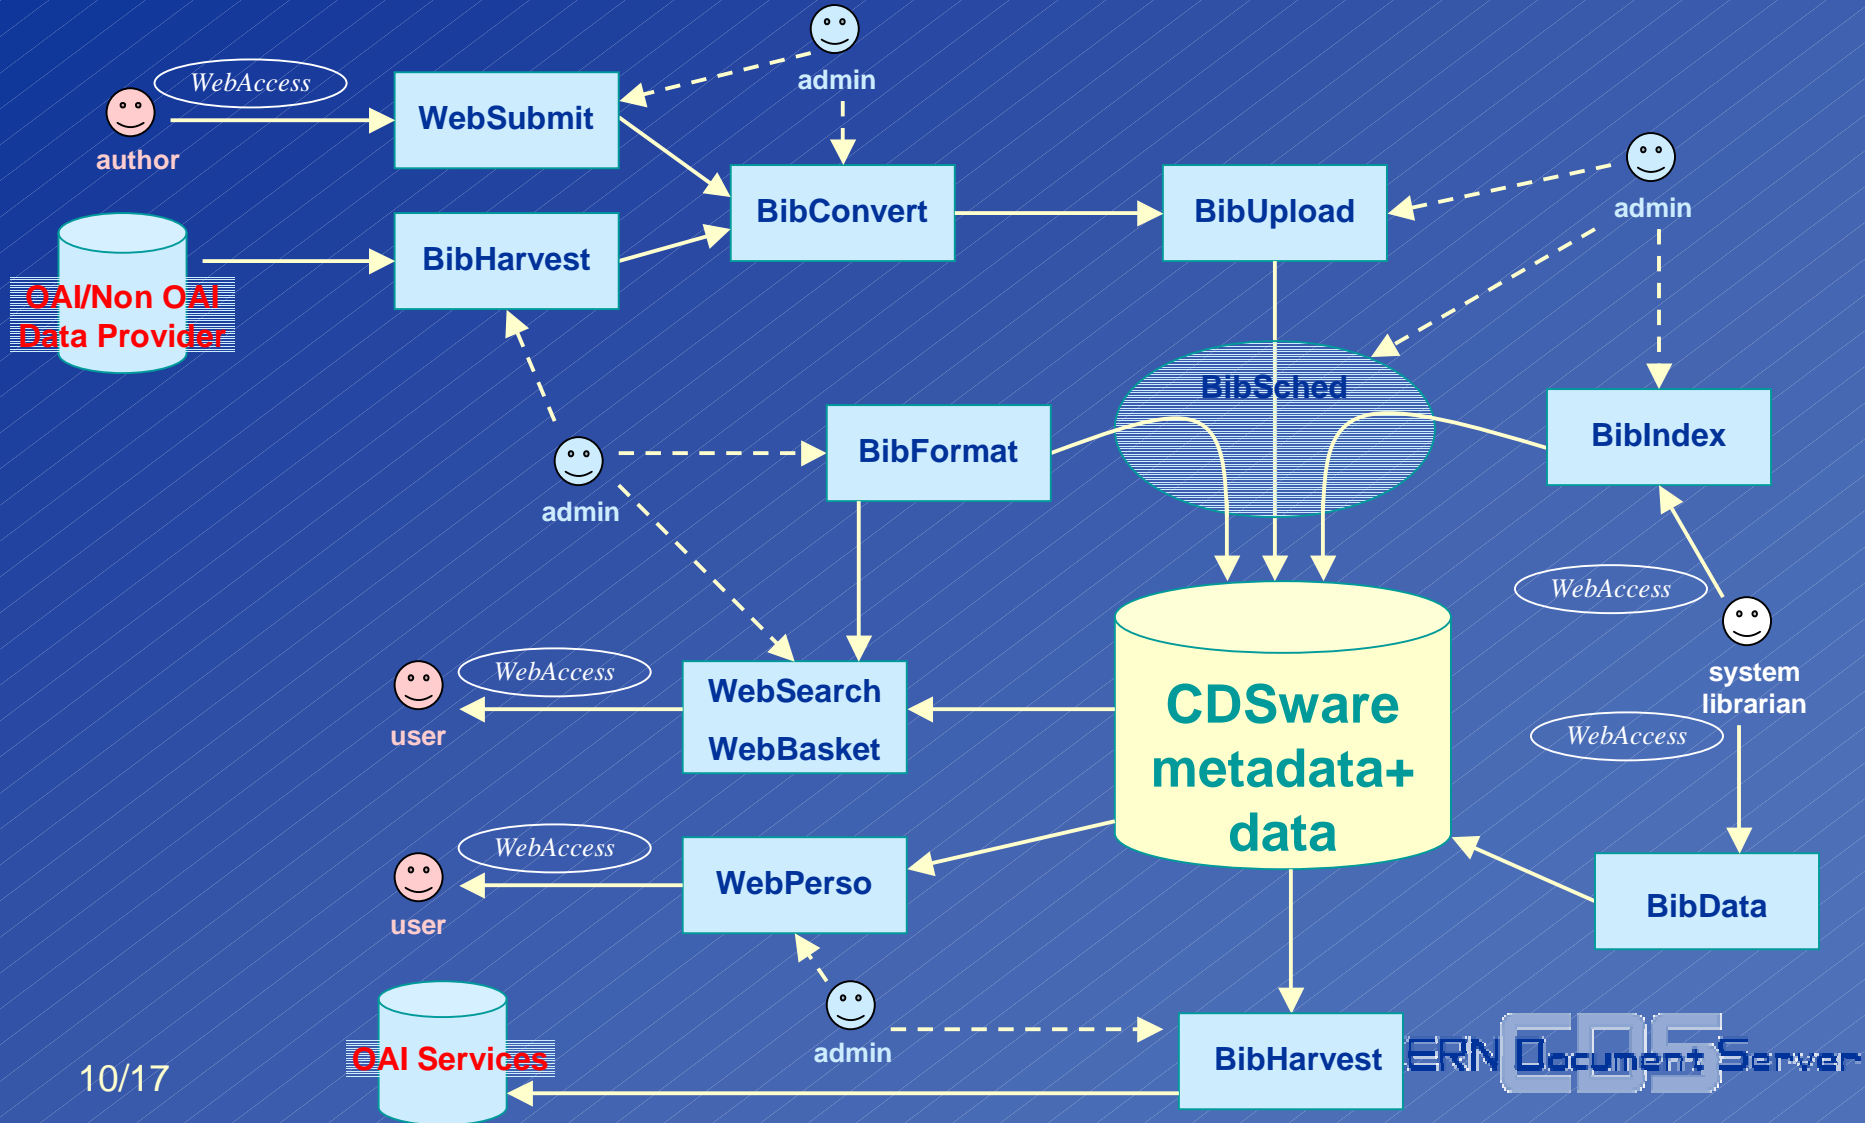 admin
WebAccess
WebSubmit
author
BibConvert
BibUpload
admin
BibHarvest
OAI/Non OAI
Data Provider
BibSched
BibFormat
BibIndex
admin
WebAccess
system
librarian
WebAccess
WebAccess
user
WebSearch
WebBasket
CDSware
metadata+
data
WebAccess
user
WebPerso
BibData
admin
OAI Services
BibHarvest
ERN Document Server
CDS
10/17